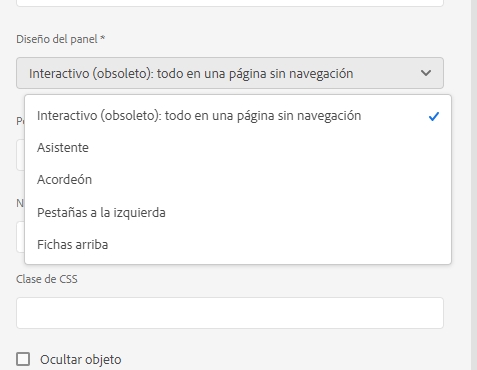 Diseño del panel *
Interactivo (obsoleto): todo en una página sin navegación
Interactivo (obsoleto): todo en una página sin navegación
Asistente
Acordeón
Pestañas a la izquierda
Fichas arriba
Clase de CSS
Ocultar objeto